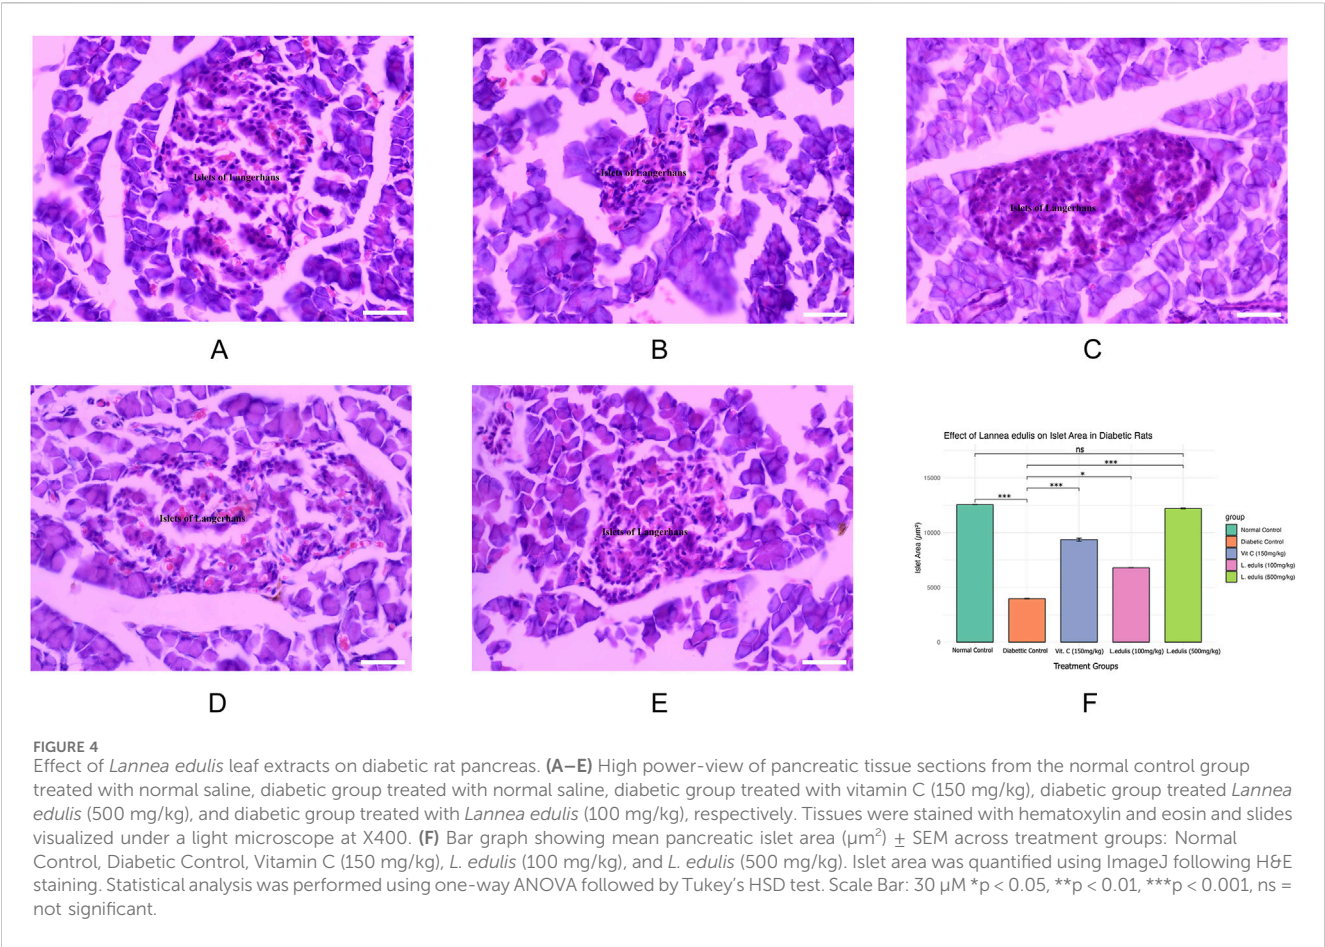 Islets of Langerhans
Islets of Langerhans
Islets of Langerhans
A
B
C
Islets of Langerhans
Islets of Langerhans
Effect of Lannea edulis on Islet Area in Diabetic Rats
ns
***
*
***
***
15000
10000
5000
0
Islet Area (µm²)
group
Normal Control
Diabetic Control
Vit C (150mg/kg)
L. eC (100mg/kg)
L. edulis (500mg/kg)
Normal Control Diabettic Control Vit. C (150mg/kg) L.edulis (100mg/kg) L.edulis (500mg/kg)
Treatment Groups
D
E
F
FIGURE 4
Effect of Lannea edulis leaf extracts on diabetic rat pancreas. (A–E) High power-view of pancreatic tissue sections from the normal control group
treated with normal saline, diabetic group treated with normal saline, diabetic group treated with vitamin C (150 mg/kg), diabetic group treated Lannea
edulis (500 mg/kg), and diabetic group treated with Lannea edulis (100 mg/kg), respectively. Tissues were stained with hematoxylin and eosin and slides
visualized under a light microscope at X400. (F) Bar graph showing mean pancreatic islet area (µm²) ± SEM across treatment groups: Normal
Control, Diabetic Control, Vitamin C (150 mg/kg), L. edulis (100 mg/kg), and L. edulis (500 mg/kg). Islet area was quantified using ImageJ following H&E
staining. Statistical analysis was performed using one-way ANOVA followed by Tukey's HSD test. Scale Bar: 30 µM *p < 0.05, **p < 0.01, ***p < 0.001, ns =
not significant.